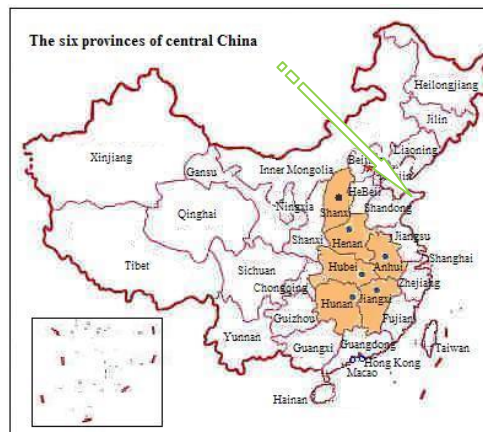 The six provinces of central China
Heilongjiang
Jilin
Liaoning
Xinjiang
Gansu
Inner Mongolia
HaBeir
Ningxia
Shanxi
Shandong
Qinghai
Shanxi
Henan
Jiangsu
Tibet
Sichuan
Hubei
Anhui
Shanghai
Chongqing
Zhejiang
Hunan
Jiangxi
Guizhou
Fujian
Yunnan
Guangxi
Guangdong
Taiwan
Hong Kong
Macao
Hainan